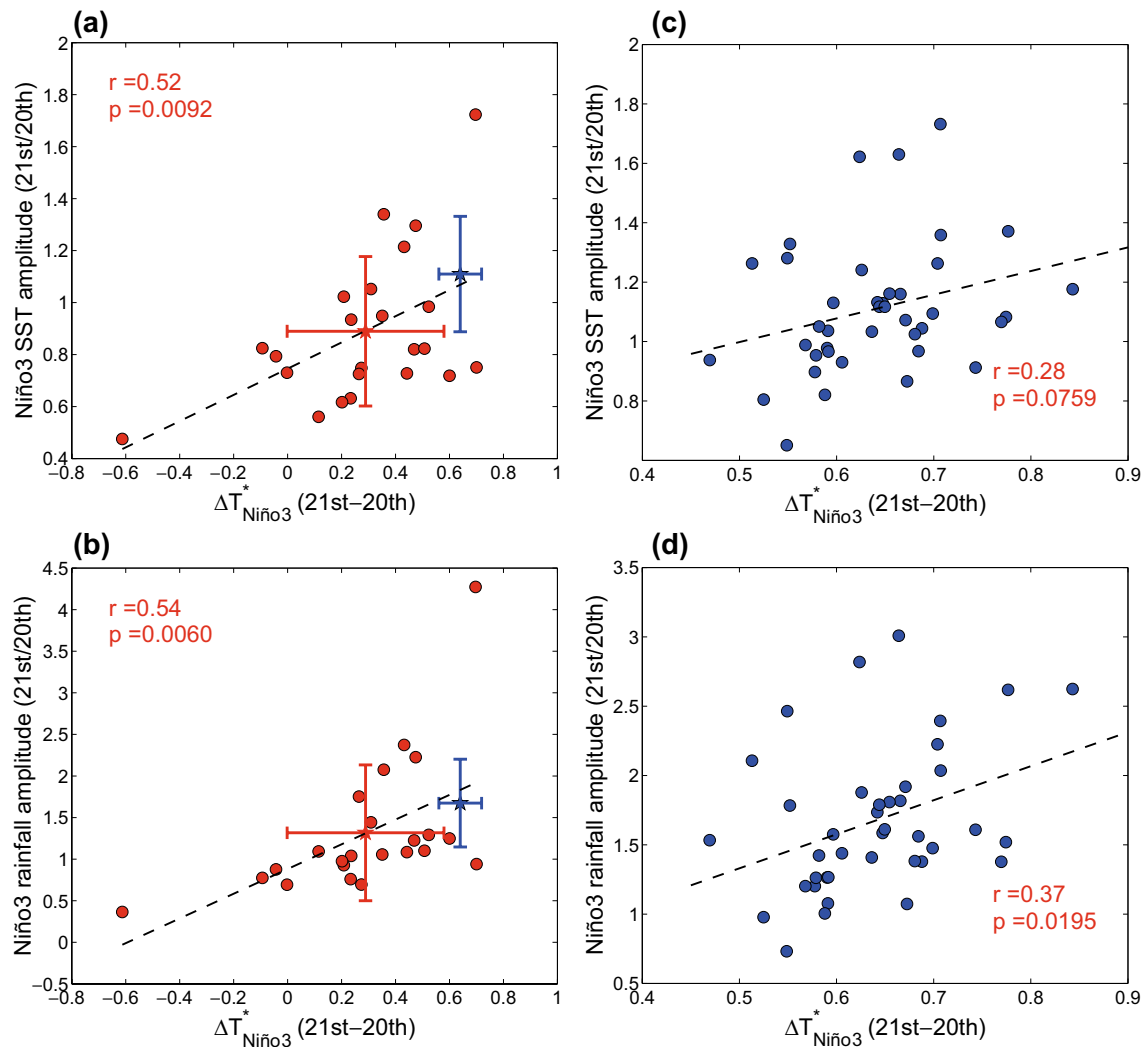 (a)
r =0.52
p =0.0092
Niño3 SST amplitude (21st/20th)
2
1.8
1.6
1.4
1.2
1
0.8
0.6
0.4
−0.8 −0.6 −0.4 −0.2 0 0.2 0.4 0.6 0.8 1
ΔT*Niño3 (21st−20th)
(c)
Niño3 SST amplitude (21st/20th)
2
1.8
1.6
1.4
1.2
1
0.8
r =0.28
p =0.0759
0.4 0.5 0.6 0.7 0.8 0.9
ΔT*Niño3 (21st−20th)
(b)
r =0.54
p =0.0060
Niño3 rainfall amplitude (21st/20th)
4.5
4
3.5
3
2.5
2
1.5
1
0.5
0
−0.5
−0.8 −0.6 −0.4 −0.2 0 0.2 0.4 0.6 0.8 1
ΔT*Niño3 (21st−20th)
(d)
Niño3 rainfall amplitude (21st/20th)
3.5
3
2.5
2
1.5
1
0.5
r =0.37
p =0.0195
0.4 0.5 0.6 0.7 0.8 0.9
ΔT*Niño3 (21st−20th)